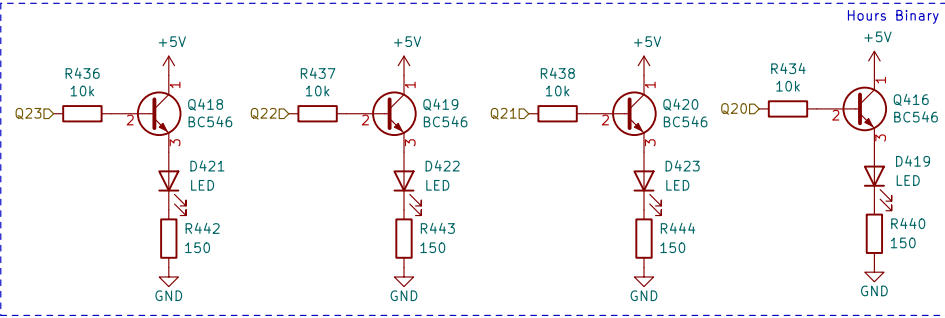 Hours Binary
+5V
R436
10k
Q23
1
2
3
Q418
BC546
D421
LED
R442
150
GND
+5V
R437
10k
Q22
1
2
3
Q419
BC546
D422
LED
R443
150
GND
+5V
R438
10k
Q21
1
2
3
Q420
BC546
D423
LED
R444
150
GND
+5V
R434
10k
Q20
1
2
3
Q416
BC546
D419
LED
R440
150
GND